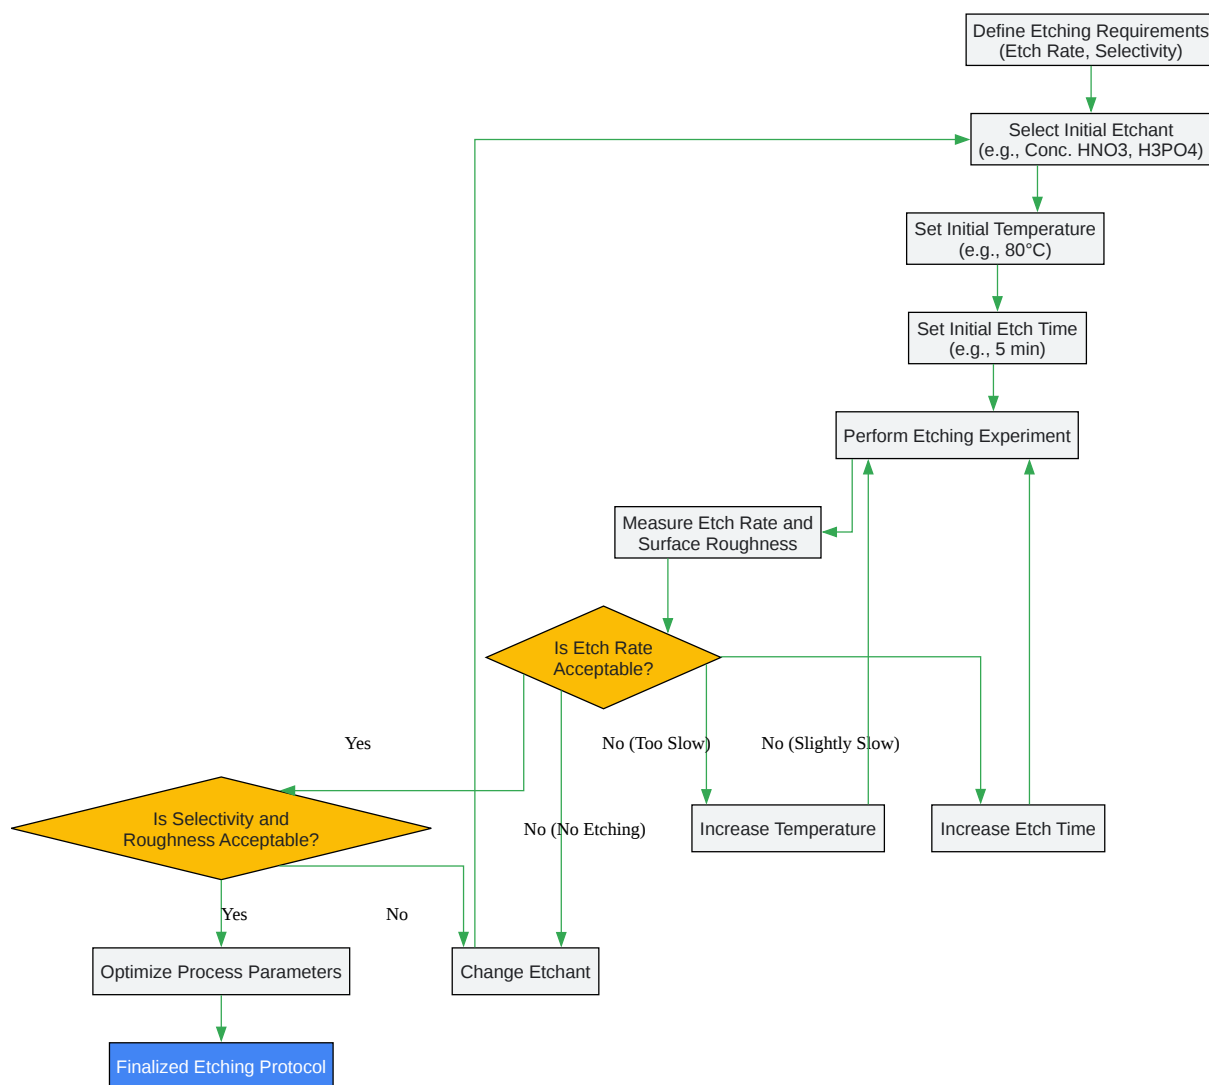 Define Etching Requirements
(Etch Rate, Selectivity)
Select Initial Etchant
(e.g., Conc. HNO3, H3PO4)
Set Initial Temperature
(e.g., 80°C)
Set Initial Etch Time
(e.g., 5 min)
Perform Etching Experiment
Measure Etch Rate and
Surface Roughness
Is Etch Rate
Acceptable?
Yes
No (Too Slow)
No (Slightly Slow)
Is Selectivity and
Roughness Acceptable?
No (No Etching)
Increase Temperature
Increase Etch Time
Yes
No
Optimize Process Parameters
Change Etchant
Finalized Etching Protocol